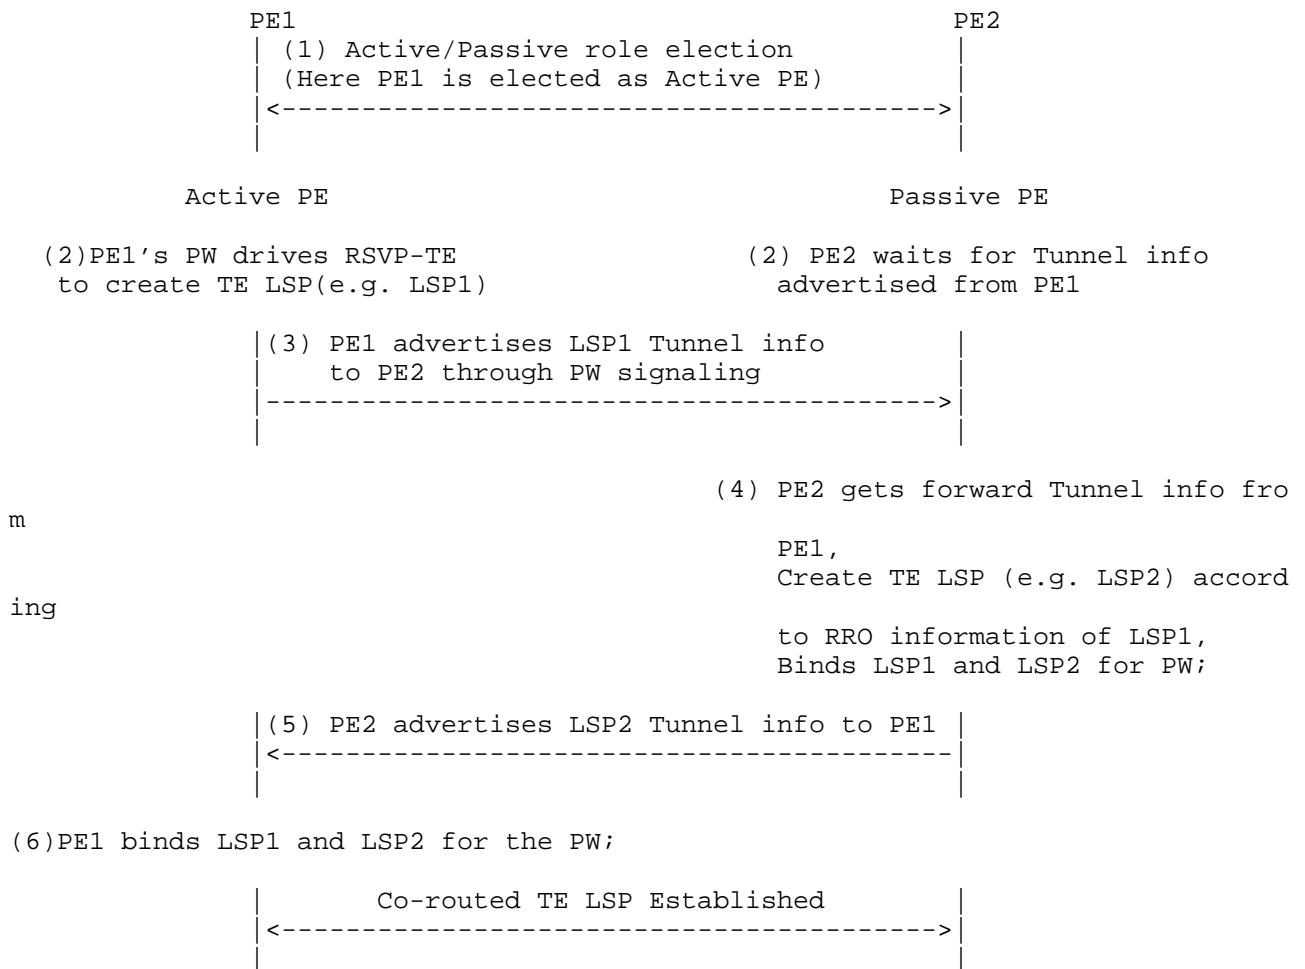 PE1 PE2
| (1) Active/Passive role election |
| (Here PE1 is elected as Active PE) |
|<----------------------------------------->|
| |
Active PE Passive PE
(2)PE1's PW drives RSVP-TE (2) PE2 waits for Tunnel info
to create TE LSP(e.g. LSP1) advertised from PE1
|(3) PE1 advertises LSP1 Tunnel info |
| to PE2 through PW signaling |
|------------------------------------------>|
| |
(4) PE2 gets forward Tunnel info fro
m
PE1,
Create TE LSP (e.g. LSP2) accord
ing
to RRO information of LSP1,
Binds LSP1 and LSP2 for PW;
|(5) PE2 advertises LSP2 Tunnel info to PE1 |
|<------------------------------------------|
| |
(6)PE1 binds LSP1 and LSP2 for the PW;
| Co-routed TE LSP Established |
|<----------------------------------------->|
| |